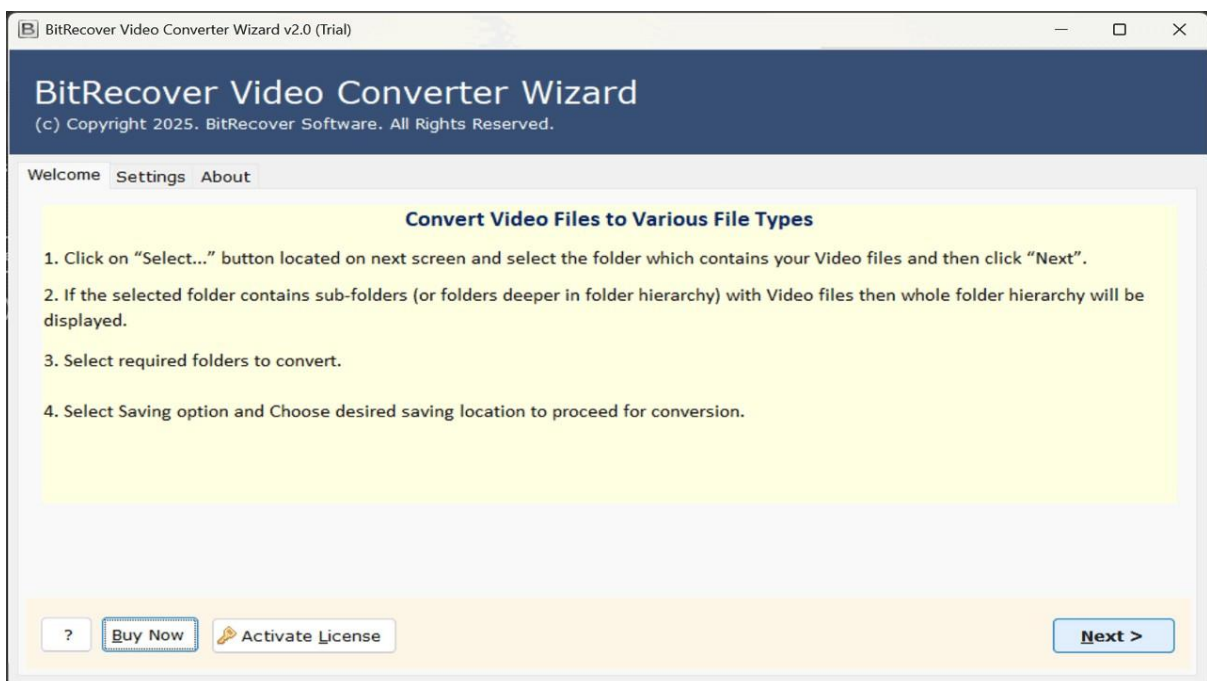 BitRecover Video Converter Wizard v2.0 (Trial)
BitRecover Video Converter Wizard
(c) Copyright 2025. BitRecover Software. All Rights Reserved.
Welcome Settings About
Convert Video Files to Various File Types
1. Click on “Select...” button located on next screen and select the folder which contains your Video files and then click “Next”.
2. If the selected folder contains sub-folders (or folders deeper in folder hierarchy) with Video files then whole folder hierarchy will be
displayed.
3. Select required folders to convert.
4. Select Saving option and Choose desired saving location to proceed for conversion.
? Buy Now Activate License Next >